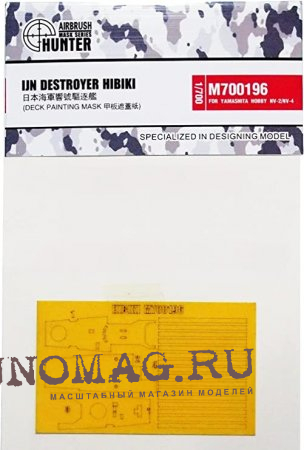 AIRBRUSH
MASK SERIES
HUNTER
IJN DESTROYER HIBIKI
日本海軍響號驅逐艦
(DECK PAINTING MASK 甲板遮蓋紙)
1/700
M700196
FOR YAMASHITA HOBBY NV-2/NV-4
SPECIALIZED IN DESIGNING MODEL
HIBIKI M700196
UNOMAG.RU
МАСШТАБНЫЙ МАГАЗИН МОДЕЛЕЙ